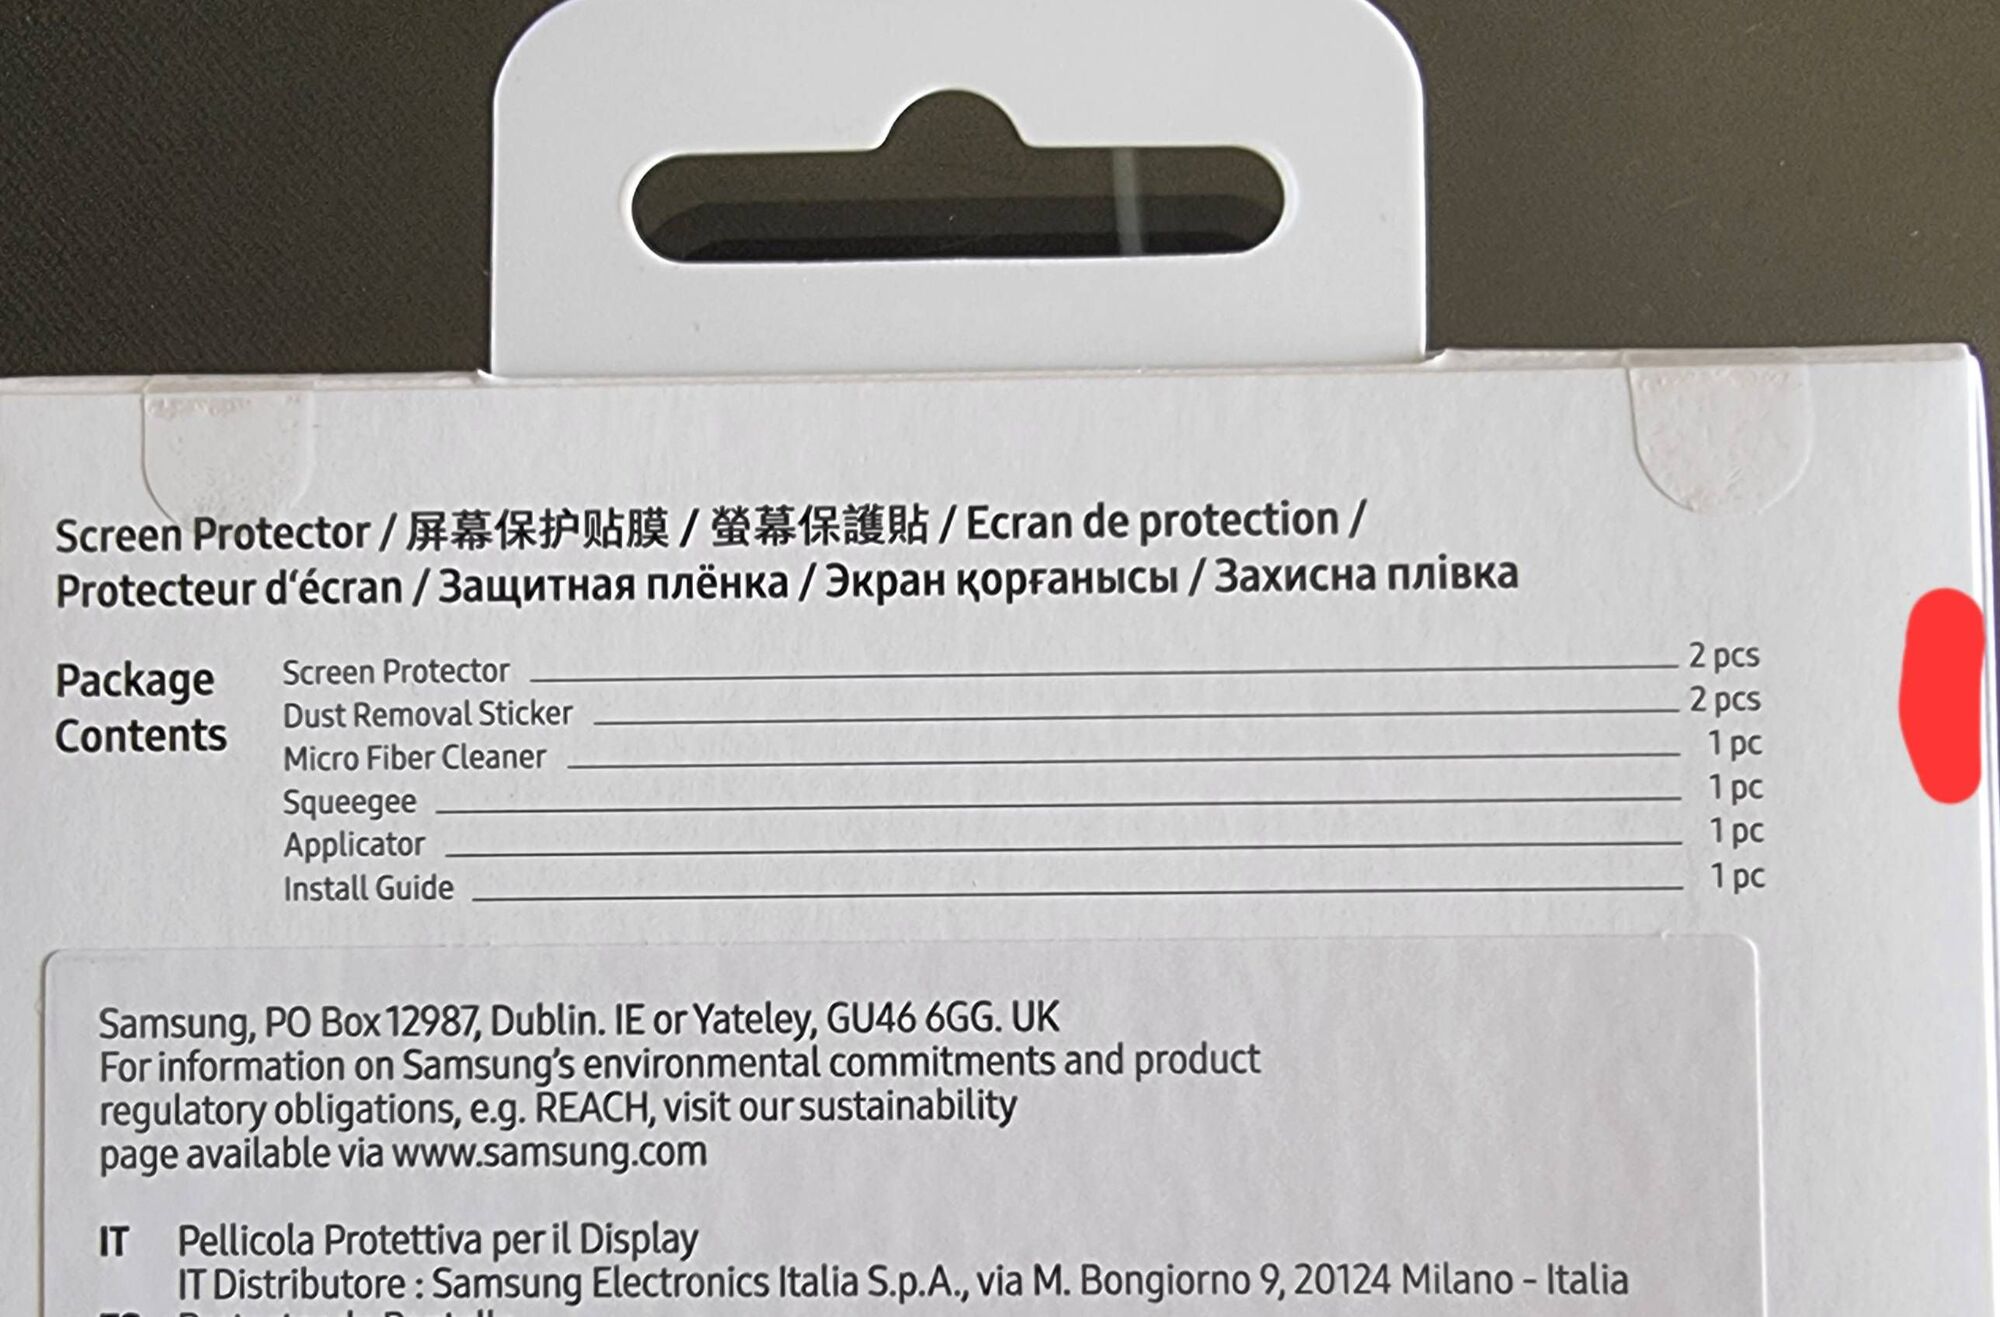 Screen Protector / 屏幕保护贴膜 / 螢幕保護貼 / Ecran de protection /
Protecteur d‘écran / Защитная плёнка / Экран қорғанысы / Захисна плівка
Package Contents
Screen Protector 2 pcs
Dust Removal Sticker 2 pcs
Micro Fiber Cleaner 1 pc
Squeegee 1 pc
Applicator 1 pc
Install Guide 1 pc
Samsung, PO Box 12987, Dublin. IE or Yateley, GU46 6GG. UK
For information on Samsung's environmental commitments and product
regulatory obligations, e.g. REACH, visit our sustainability
page available via www.samsung.com
IT Pellicola Protettiva per il Display
IT Distributore : Samsung Electronics Italia S.p.A., via M. Bongiorno 9, 20124 Milano - Italia